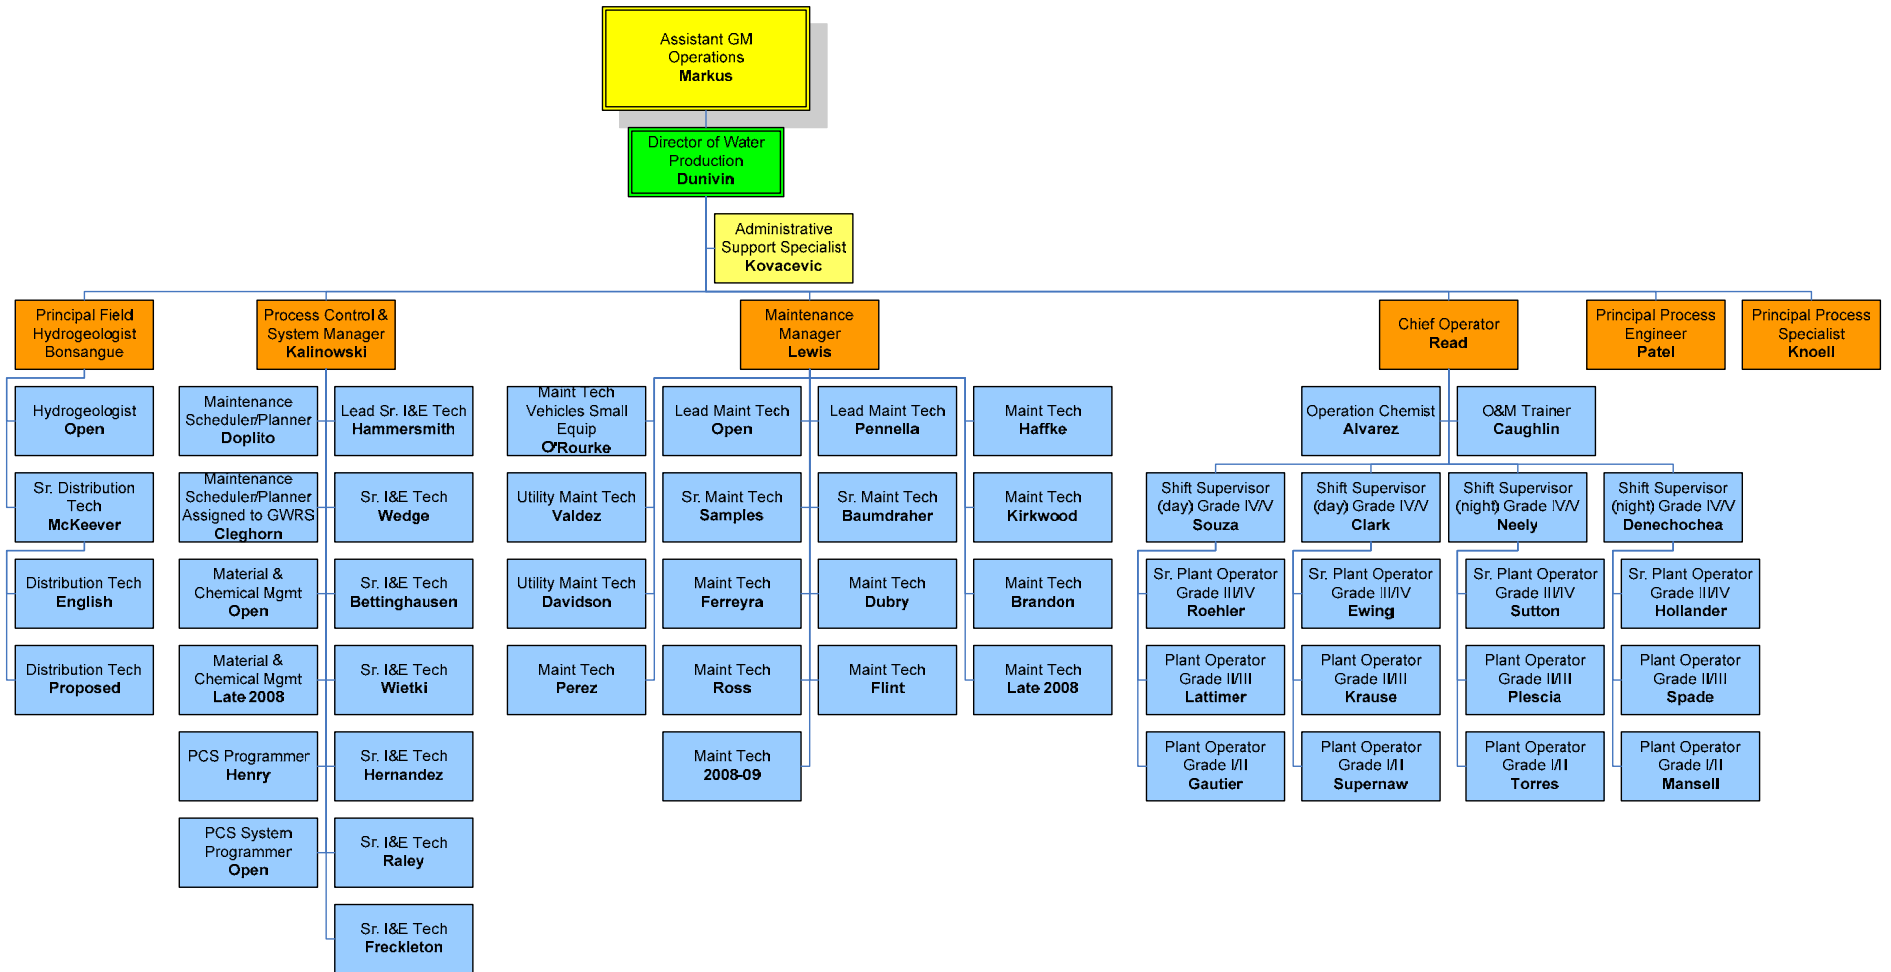 Assistant GM
Operations
Markus
Director of Water
Production
Dunivin
Administrative
Support Specialist
Kovacevic
Principal Field
Hydrogeologist
Bonsangue
Process Control &
System Manager
Kalinowski
Maintenance
Manager
Lewis
Chief Operator
Read
Principal Process
Engineer
Patel
Principal Process
Specialist
Knoell
Hydrogeologist
Open
Sr. Distribution
Tech
McKeever
Distribution Tech
English
Distribution Tech
Proposed
Maintenance
Scheduler/Planner
Doplito
Lead Sr. I&E Tech
Hammersmith
Maintenance
Scheduler/Planner
Assigned to GWRS
Cleghorn
Sr. I&E Tech
Wedge
Material &
Chemical Mgmt
Open
Sr. I&E Tech
Bettinghausen
Material &
Chemical Mgmt
Late 2008
Sr. I&E Tech
Wietki
PCS Programmer
Henry
Sr. I&E Tech
Hernandez
PCS System
Programmer
Open
Sr. I&E Tech
Raley
Sr. I&E Tech
Freckleton
Maint Tech
Vehicles Small
Equip
O'Rourke
Lead Maint Tech
Open
Lead Maint Tech
Pennella
Maint Tech
Haffke
Utility Maint Tech
Valdez
Sr. Maint Tech
Samples
Sr. Maint Tech
Baumdraher
Maint Tech
Kirkwood
Utility Maint Tech
Davidson
Maint Tech
Ferreyra
Maint Tech
Dubry
Maint Tech
Brandon
Maint Tech
Perez
Maint Tech
Ross
Maint Tech
Flint
Maint Tech
Late 2008
Maint Tech
2008-09
Operation Chemist
Alvarez
O&M Trainer
Caughlin
Shift Supervisor
(day) Grade IV/V
Souza
Shift Supervisor
(day) Grade IV/V
Clark
Shift Supervisor
(night) Grade IV/V
Neely
Shift Supervisor
(night) Grade IV/V
Denechochea
Sr. Plant Operator
Grade III/IV
Roehler
Sr. Plant Operator
Grade III/IV
Ewing
Sr. Plant Operator
Grade III/IV
Sutton
Sr. Plant Operator
Grade III/IV
Hollander
Plant Operator
Grade II/III
Lattimer
Plant Operator
Grade II/III
Krause
Plant Operator
Grade II/III
Plescia
Plant Operator
Grade II/III
Spade
Plant Operator
Grade I/II
Gautier
Plant Operator
Grade I/II
Supernaw
Plant Operator
Grade I/II
Torres
Plant Operator
Grade I/II
Mansell